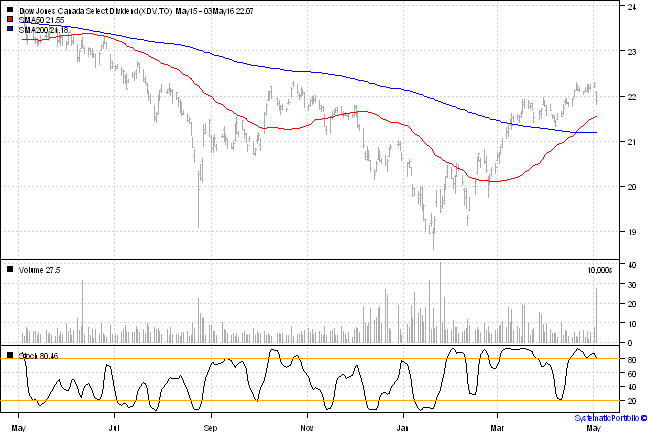 Dow Jones Canada Select Dividend(XDV.TO) May15 - 03May16 22.07
SMA50 21.55
SMA200 21.18
24
23
22
21
20
19
Volume 27.5
10,000s
40
30
20
10
0
Stoch 80.46
80
60
40
20
May Jul Sep Nov Jan Mar May
SystematicPortfolio ©